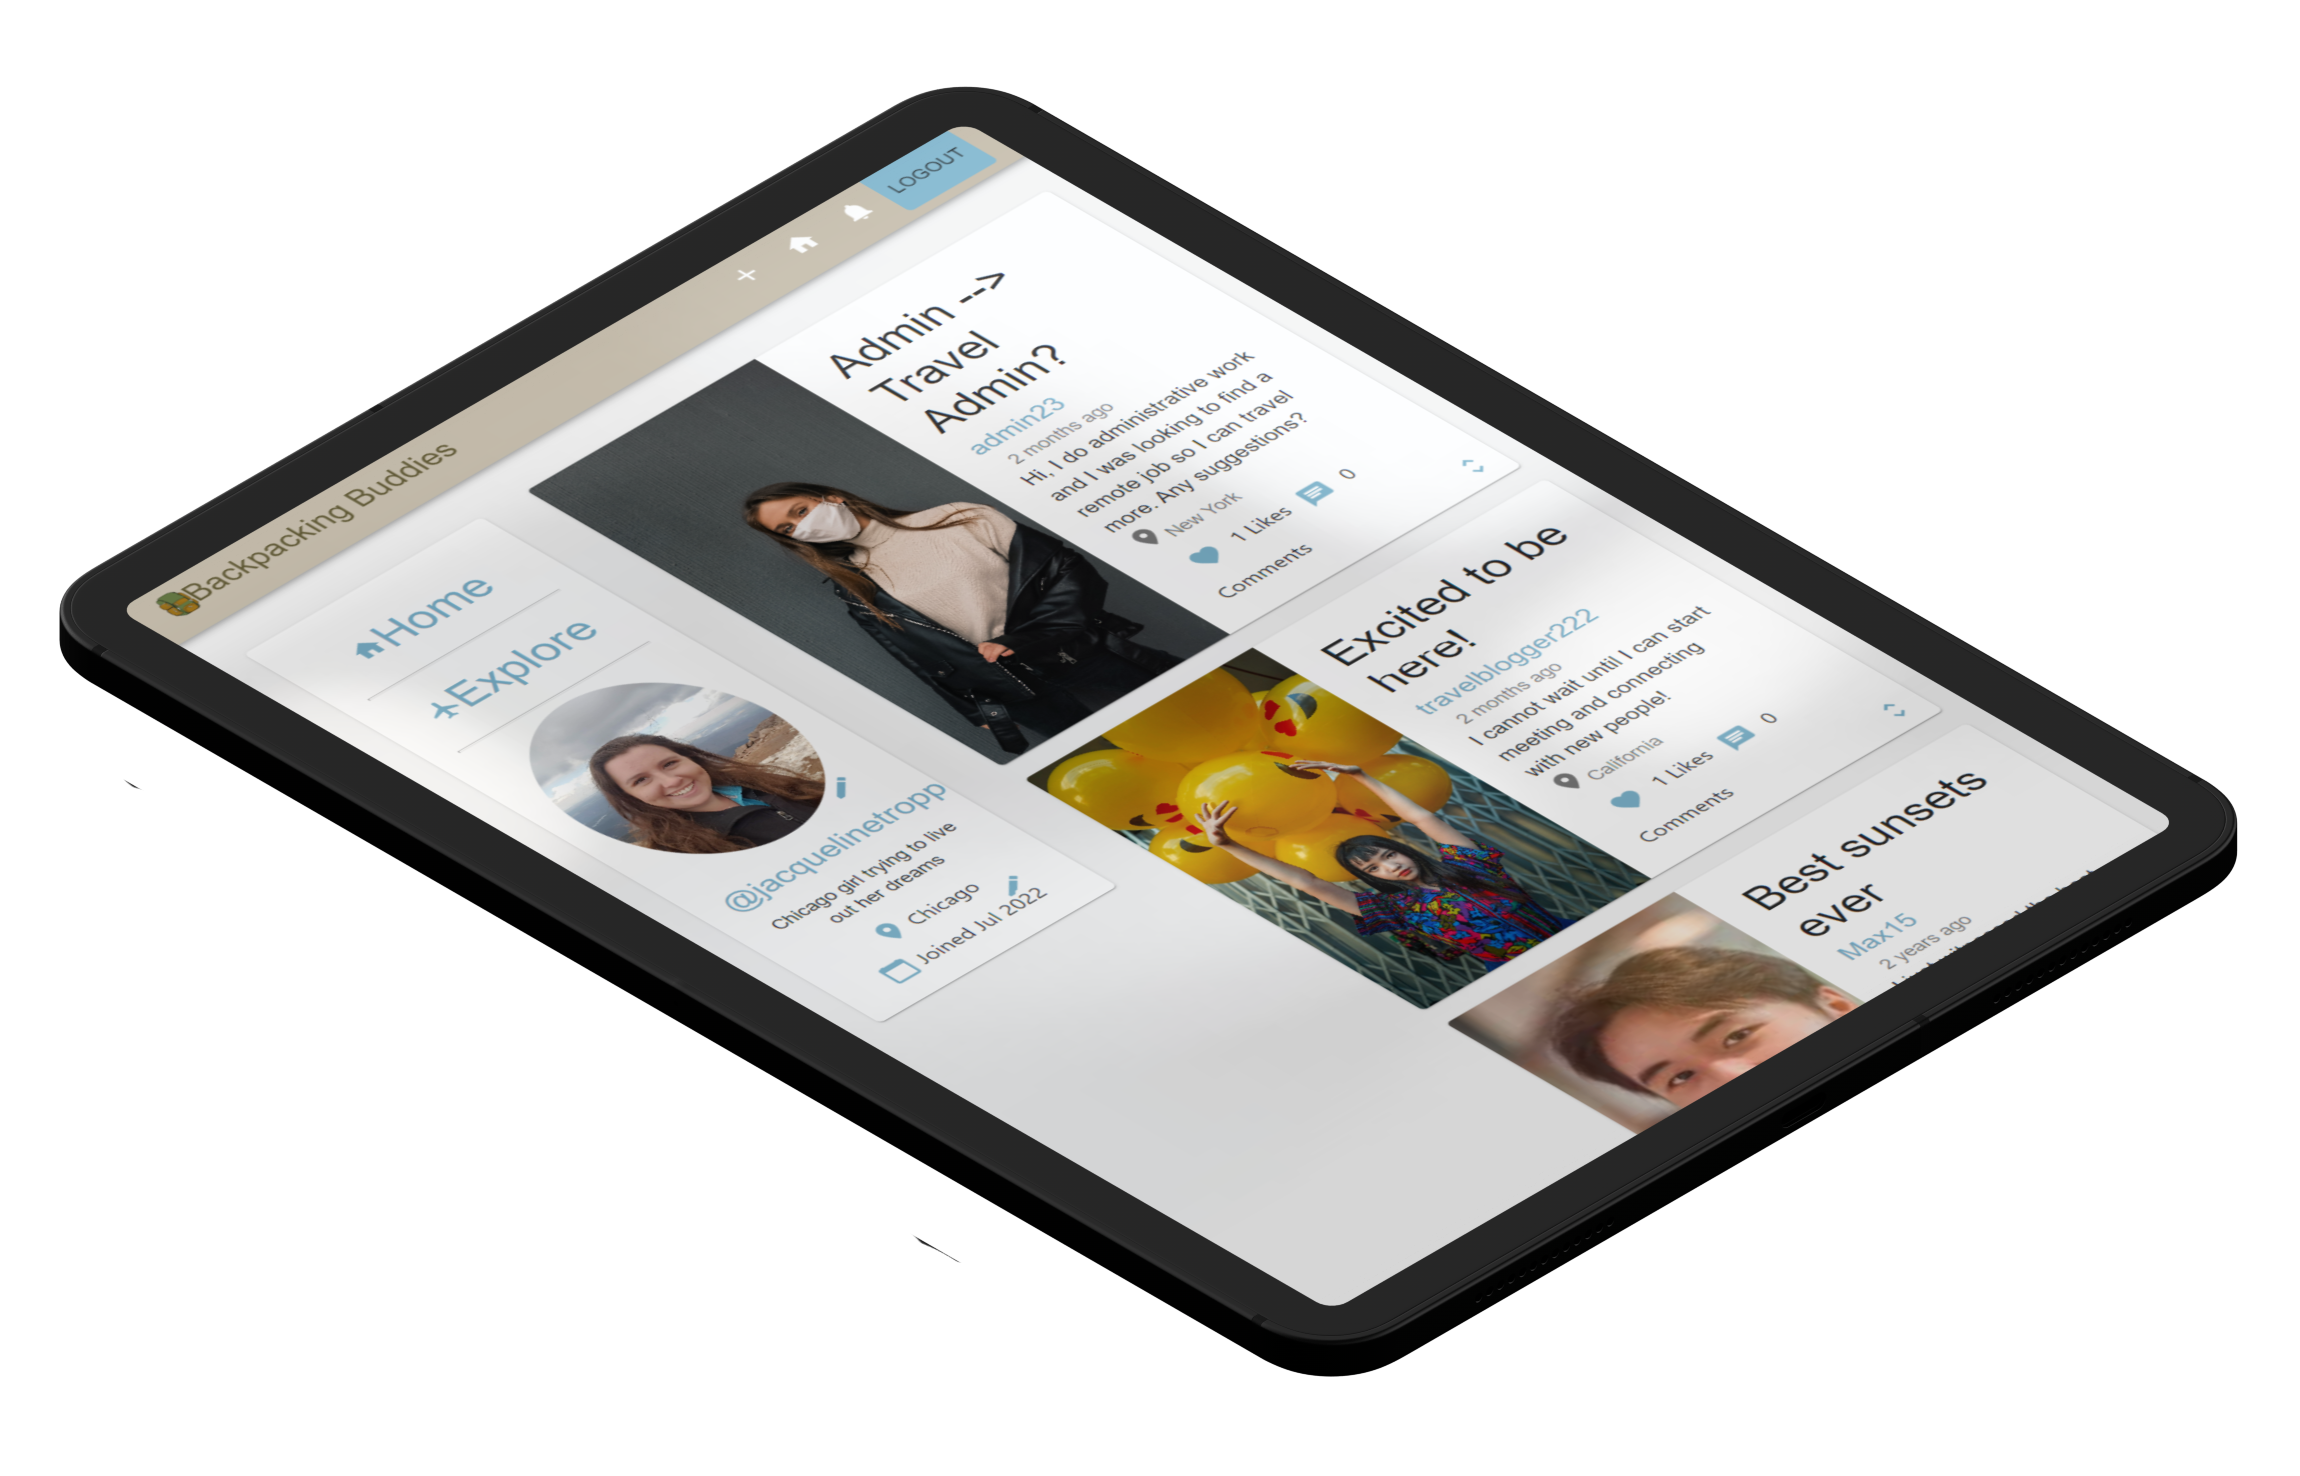 Backpacking Buddies
LOGOUT
Home
Explore
@jacquelinetropp
Chicago girl trying to live
out her dreams
Chicago
Joined Jul 2022
Admin -->
Travel
Admin?
admin23
2 months ago
Hi, I do administrative work
and I was looking to find a
remote job so I can travel
more. Any suggestions?
New York
1 Likes
0
Comments
Excited to be
here!
travelblogger222
2 months ago
I cannot wait until I can start
meeting and connecting
with new people!
California
1 Likes
0
Comments
Best sunsets
ever
Max15
2 years ago